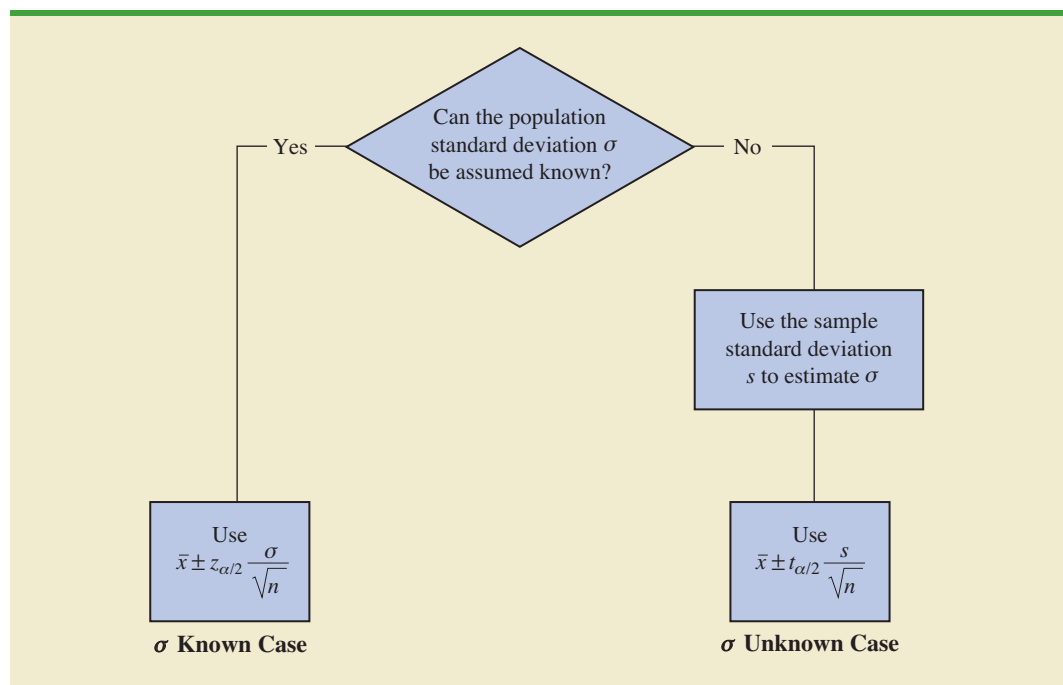 Can the population
standard deviation σ
be assumed known?
Yes
No
Use the sample
standard deviation
s to estimate σ
Use
x̄ ± z_{α/2} σ/√n
σ Known Case
Use
x̄ ± t_{α/2} s/√n
σ Unknown Case